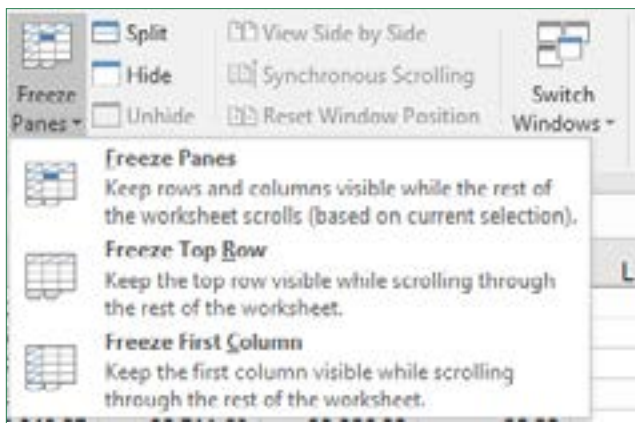 Split
Hide
Unhide
View Side by Side
Synchronous Scrolling
Reset Window Position
Freeze
Panes
Switch
Windows
Freeze Panes
Keep rows and columns visible while the rest of
the worksheet scrolls (based on current selection).
Freeze Top Row
Keep the top row visible while scrolling through
the rest of the worksheet.
Freeze First Column
Keep the first column visible while scrolling
through the rest of the worksheet.
L